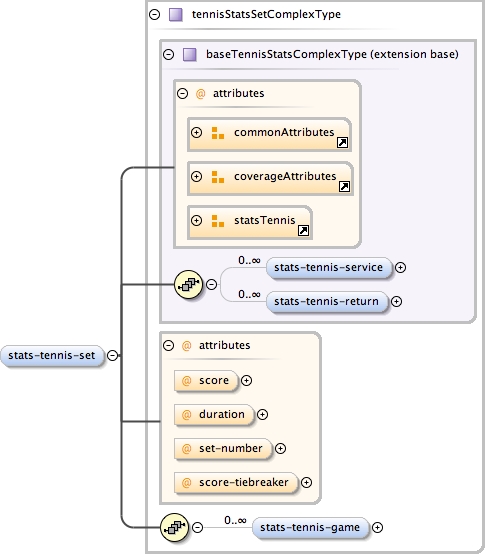 tennisStatsSetComplexType
baseTennisStatsComplexType (extension base)
@ attributes
commonAttributes
coverageAttributes
statsTennis
0..∞
stats-tennis-service
0..∞
stats-tennis-return
stats-tennis-set
@ attributes
@ score
@ duration
@ set-number
@ score-tiebreaker
0..∞
stats-tennis-game